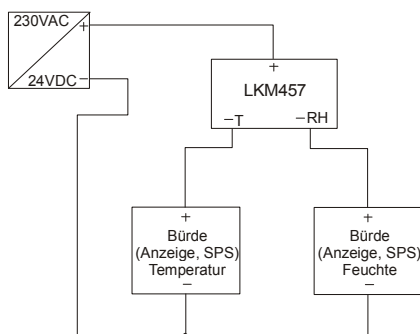 230VAC
+
24VDC
−
+
LKM457
−T
−RH
+
Bürde
(Anzeige, SPS)
Temperatur
−
+
Bürde
(Anzeige, SPS)
Feuchte
−